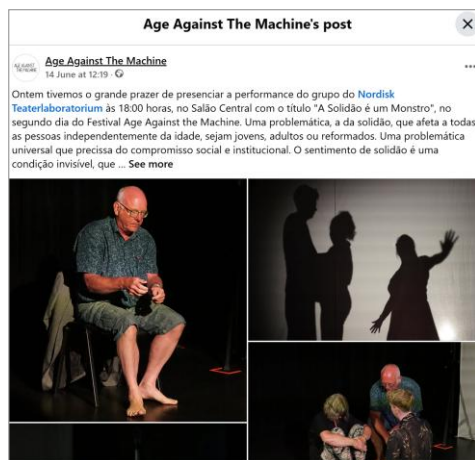 Age Against The Machine's post
Age Against The Machine
14 June at 12:19 ·
Ontem tivemos o grande prazer de presenciar a performance do grupo do Nordisk
Teaterlaboratorium às 18:00 horas, no Salão Central com o título "A Solidão é um Monstro", no
segundo dia do Festival Age Against the Machine. Uma problemática, a da solidão, que afeta a todas
as pessoas independentemente da idade, sejam jovens, adultos ou reformados. Uma problemática
universal que precisa do compromisso social e institucional. O sentimento de solidão é uma
condição invisível, que ... See more